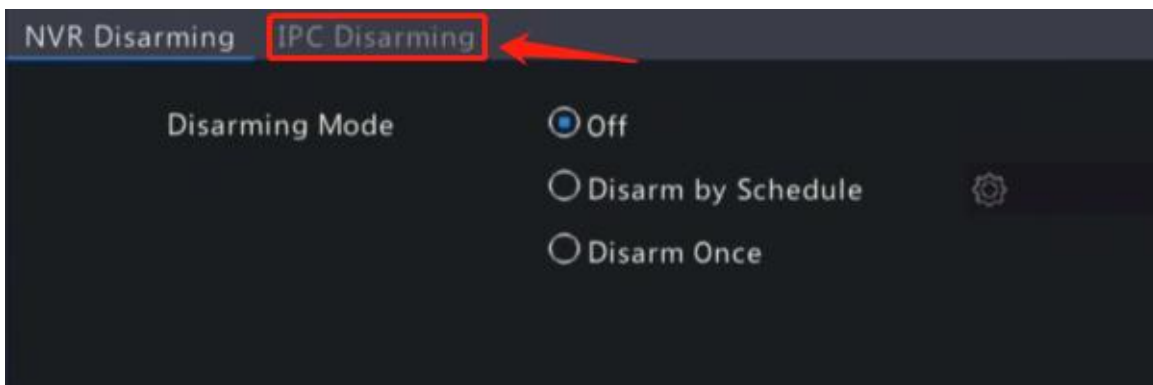 NVR Disarming IPC Disarming
Disarming Mode Off
Disarm by Schedule
Disarm Once